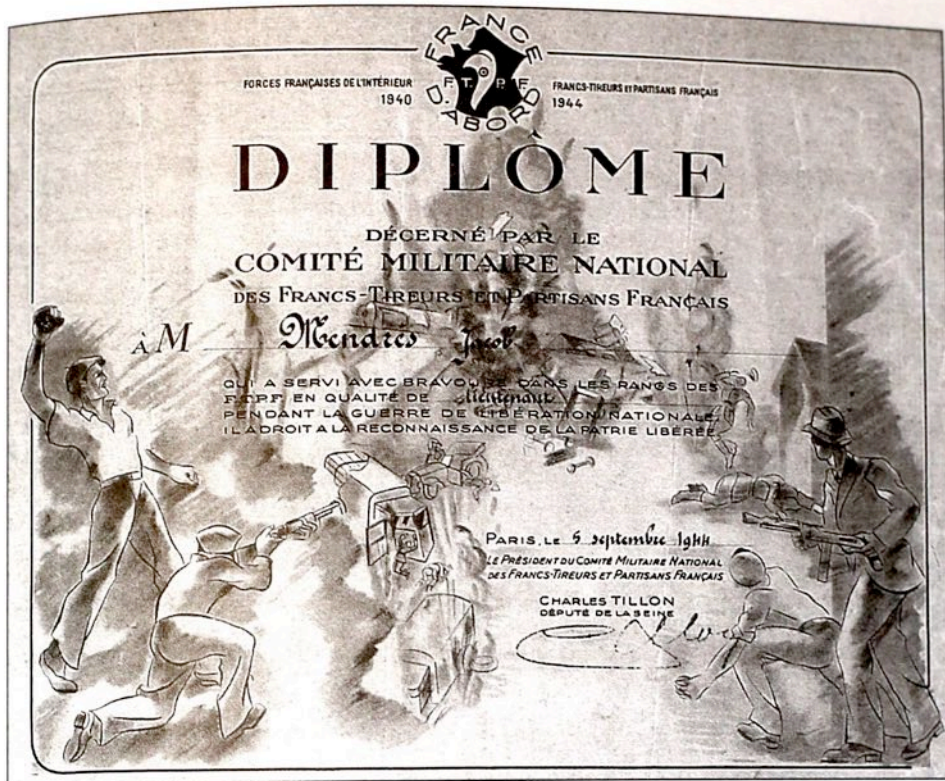 FRANCE
F. T. P. F.
D'ABORD
FORCES FRANÇAISES DE L'INTÉRIEUR
1940
FRANCS-TIREURS ET PARTISANS FRANÇAIS
1944
DIPLÔME
DÉCERNÉ PAR LE
COMITÉ MILITAIRE NATIONAL
DES FRANCS-TIREURS ET PARTISANS FRANÇAIS
À M Mendrès Jacob
QUI A SERVI AVEC BRAVOURE DANS LES RANGS DES
F.T.P.F. EN QUALITÉ DE lieutenant
PENDANT LA GUERRE DE LIBÉRATION NATIONALE
IL A DROIT A LA RECONNAISSANCE DE LA PATRIE LIBÉRÉE
PARIS, LE 5 septembre 1944
LE PRÉSIDENT DU COMITÉ MILITAIRE NATIONAL
DES FRANCS-TIREURS ET PARTISANS FRANÇAIS
CHARLES TILLON
DÉPUTÉ DE LA SEINE